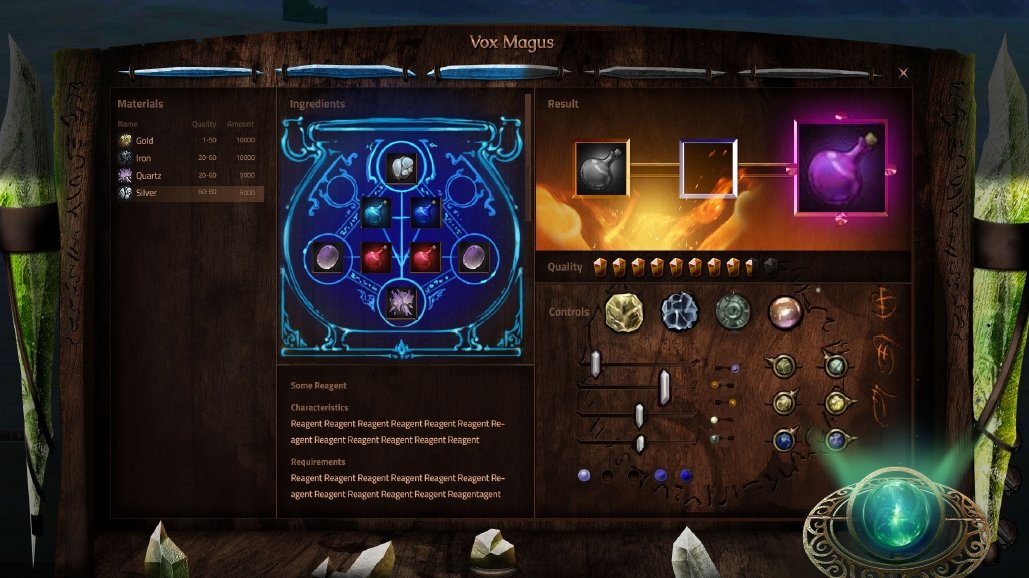 Vox Magus
Materials
Name Quality Amount
Gold 1-50 10000
Iron 20-60 10000
Quartz 20-60 5000
Silver 60-80 5000
Ingredients
Some Reagent
Characteristics
Reagent Reagent Reagent Reagent Reagent Reagent Re-
agent Reagent Reagent Reagent Reagent Reagent
Requirements
Reagent Reagent Reagent Reagent Reagent Reagent Re-
agent Reagent Reagent Reagent Reagent Reagentagent
Result
Quality
Controls